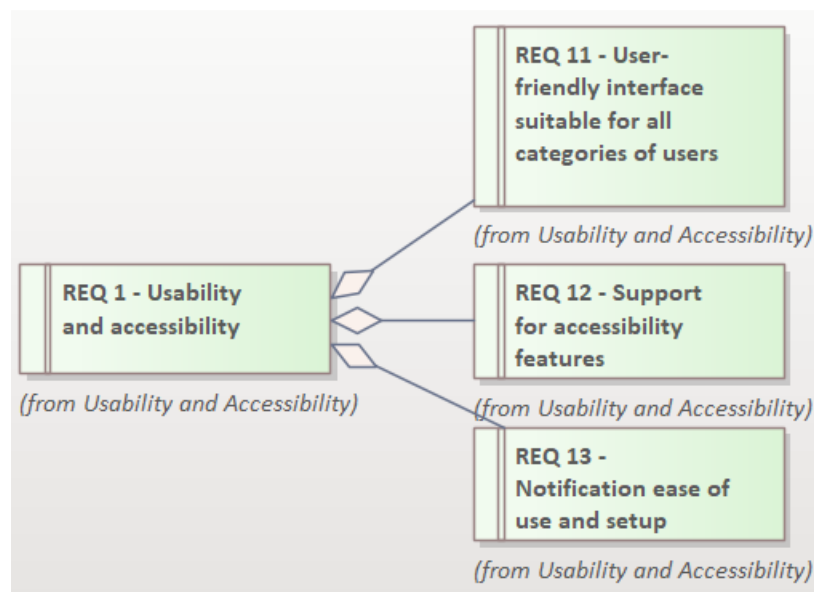 REQ 11 - User-
friendly interface
suitable for all
categories of users
(from Usability and Accessibility)
REQ 1 - Usability
and accessibility
(from Usability and Accessibility)
REQ 12 - Support
for accessibility
features
(from Usability and Accessibility)
REQ 13 -
Notification ease of
use and setup
(from Usability and Accessibility)